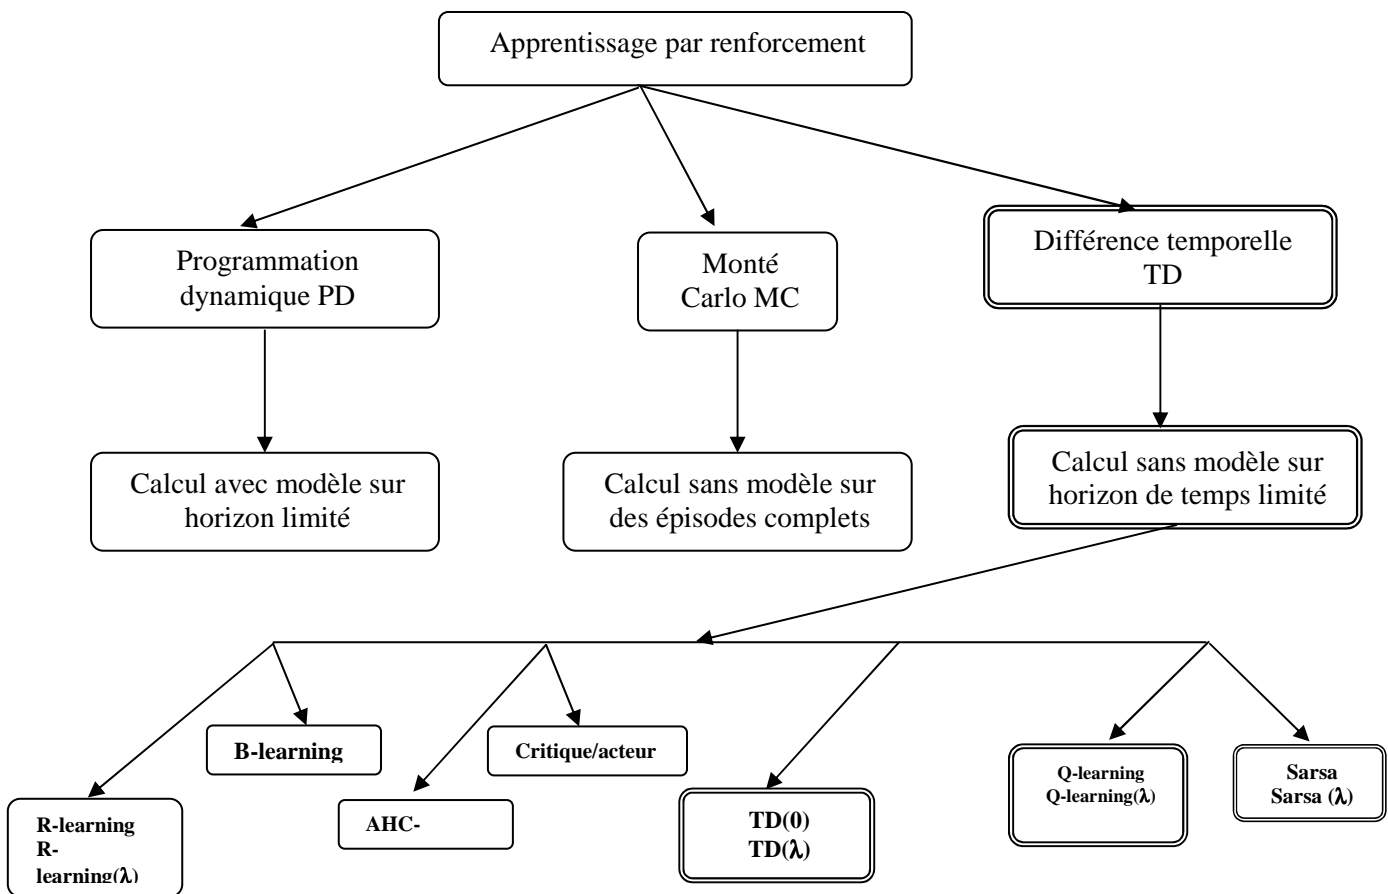 Apprentissage par renforcement
Programmation
dynamique PD
Monté
Carlo MC
Différence temporelle
TD
Calcul avec modèle sur
horizon limité
Calcul sans modèle sur
des épisodes complets
Calcul sans modèle sur
horizon de temps limité
B-learning
Critique/acteur
Q-learning
Q-learning(λ)
Sarsa
Sarsa (λ)
R-learning
R-
learning(λ)
AHC-
TD(0)
TD(λ)